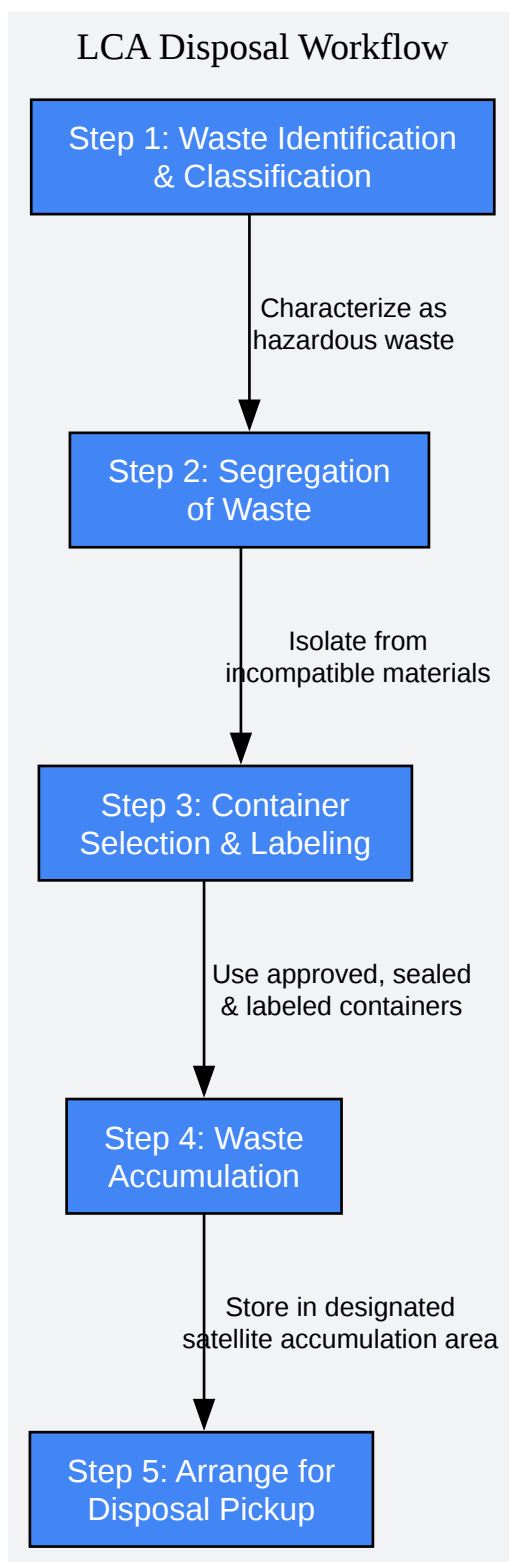 LCA Disposal Workflow
Step 1: Waste Identification
& Classification
Characterize as
hazardous waste
Step 2: Segregation
of Waste
Isolate from
incompatible materials
Step 3: Container
Selection & Labeling
Use approved, sealed
& labeled containers
Step 4: Waste
Accumulation
Store in designated
satellite accumulation area
Step 5: Arrange for
Disposal Pickup